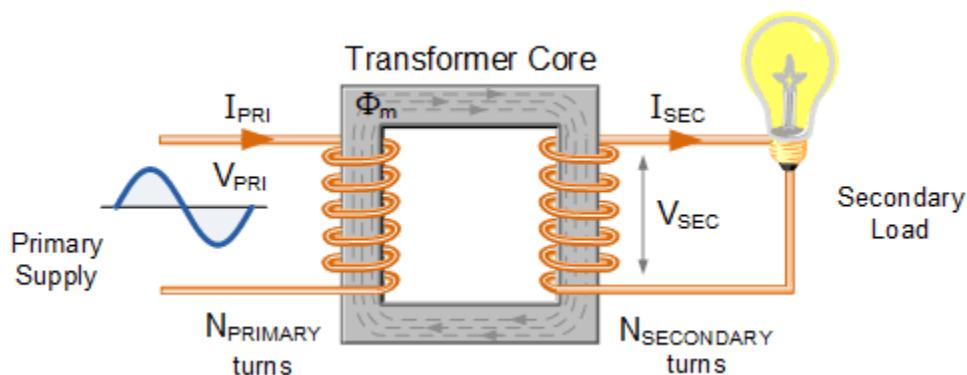 Transformer Core
Φm
IPRI
ISEC
VPRI
VSEC
Primary
Supply
Secondary
Load
NPRIMARY
turns
NSECONDARY
turns